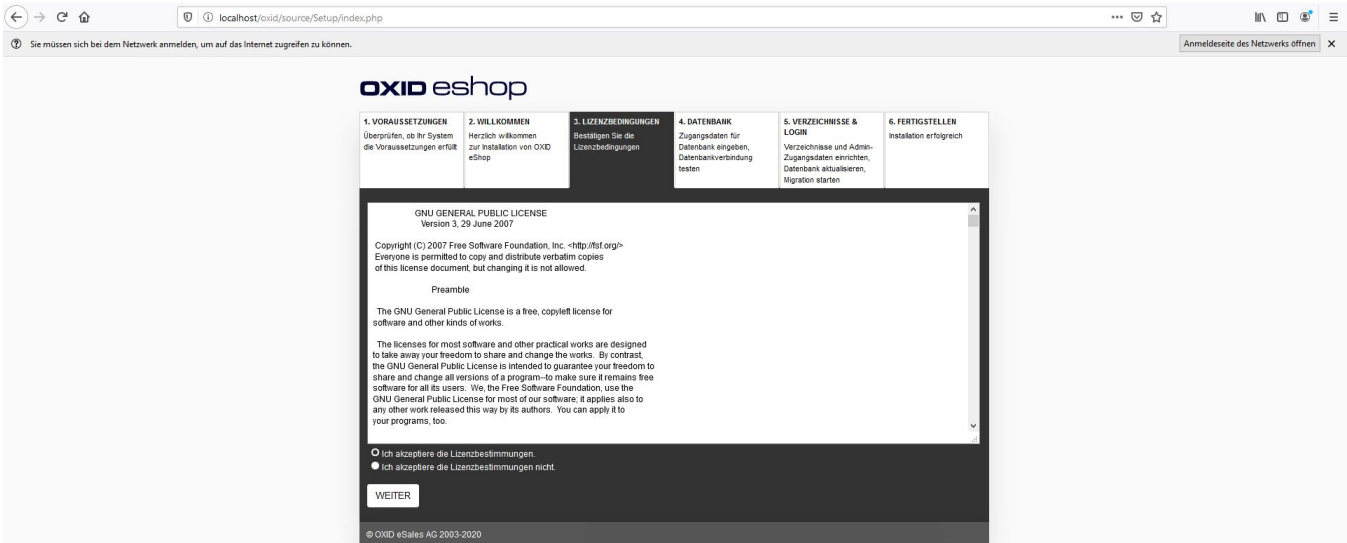 localhost/oxid/source/Setup/index.php
Sie müssen sich bei dem Netzwerk anmelden, um auf das Internet zugreifen zu können.
Anmeldeseite des Netzwerks öffnen
OXID eshop
1. VORAUSSETZUNGEN
Überprüfen, ob Ihr System
die Voraussetzungen erfüllt
2. WILLKOMMEN
Herzlich willkommen
zur Installation von OXID
eShop
3. LIZENZBEDINGUNGEN
Bestätigen Sie die
Lizenzbedingungen
4. DATENBANK
Zugangsdaten für
Datenbank eingeben,
Datenbankverbindung
testen
5. VERZEICHNISSE &
LOGIN
Verzeichnisse und Admin-
Zugangsdaten einrichten,
Datenbank aktualisieren,
Migration starten
6. FERTIGSTELLEN
Installation erfolgreich
GNU GENERAL PUBLIC LICENSE
Version 3, 29 June 2007
Copyright (C) 2007 Free Software Foundation, Inc. <http://fsf.org/>
Everyone is permitted to copy and distribute verbatim copies
of this license document, but changing it is not allowed.
Preamble
The GNU General Public License is a free, copyleft license for
software and other kinds of works.
The licenses for most software and other practical works are designed
to take away your freedom to share and change the works. By contrast,
the GNU General Public License is intended to guarantee your freedom to
share and change all versions of a program--to make sure it remains free
software for all its users. We, the Free Software Foundation, use the
GNU General Public License for most of our software; it applies also to
any other work released this way by its authors. You can apply it to
your programs, too.
Ich akzeptiere die Lizenzbestimmungen.
Ich akzeptiere die Lizenzbestimmungen nicht.
WEITER
© OXID eSales AG 2003-2020